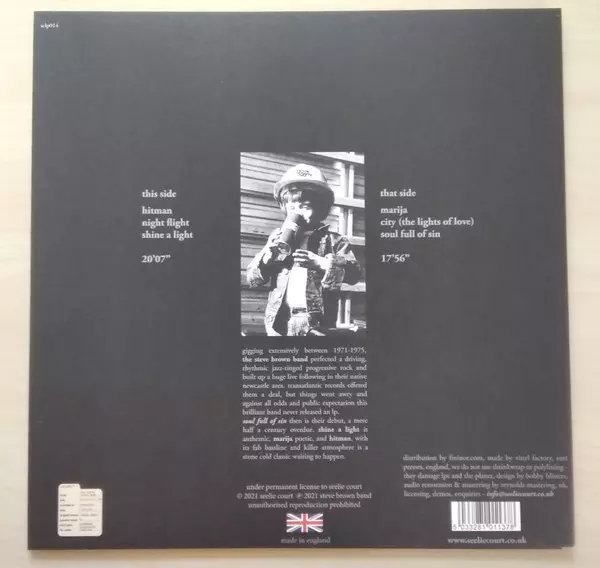 this side
hitman
night flight
shine a light
20'07"
that side
marija
city (the lights of love)
soul full of sin
17'56"
gigging extensively between 1971-1975,
the steve brown band perfected a driving,
rhythmic jazz-tinged progressive rock and
built up a huge live following in their native
newcastle area. transatlantic records offered
them a deal, but things went awry and
against all odds and public expectation this
brilliant band never released an lp.
soul full of sin then is their debut, a mere
half a century overdue. shine a light is
anthemic, marija poetic, and hitman, with
its fab bassline and killer atmosphere is a
stone cold classic waiting to happen.
under permanent license to seelie court
© 2021 seelie court ℗ 2021 steve brown band
unauthorised reproduction prohibited
made in england
distribution by
made by vinyl factory,
england, we do not use shrinkwrap or polylining -
they damage lps and the planet. design by bobby
audio restoration & mastering by reynolds mastering, uk.
licensing, demos, enquiries - info@seeliecourt.co.uk
5 033281 011378
www.seeliecourt.co.uk